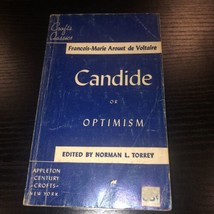 Crofts
Classics
François-Marie Arouet de Voltaire
Candide
OR
OPTIMISM
EDITED BY NORMAN L. TORREY
APPLETON
CENTURY
–CROFTS–
NEW YORK